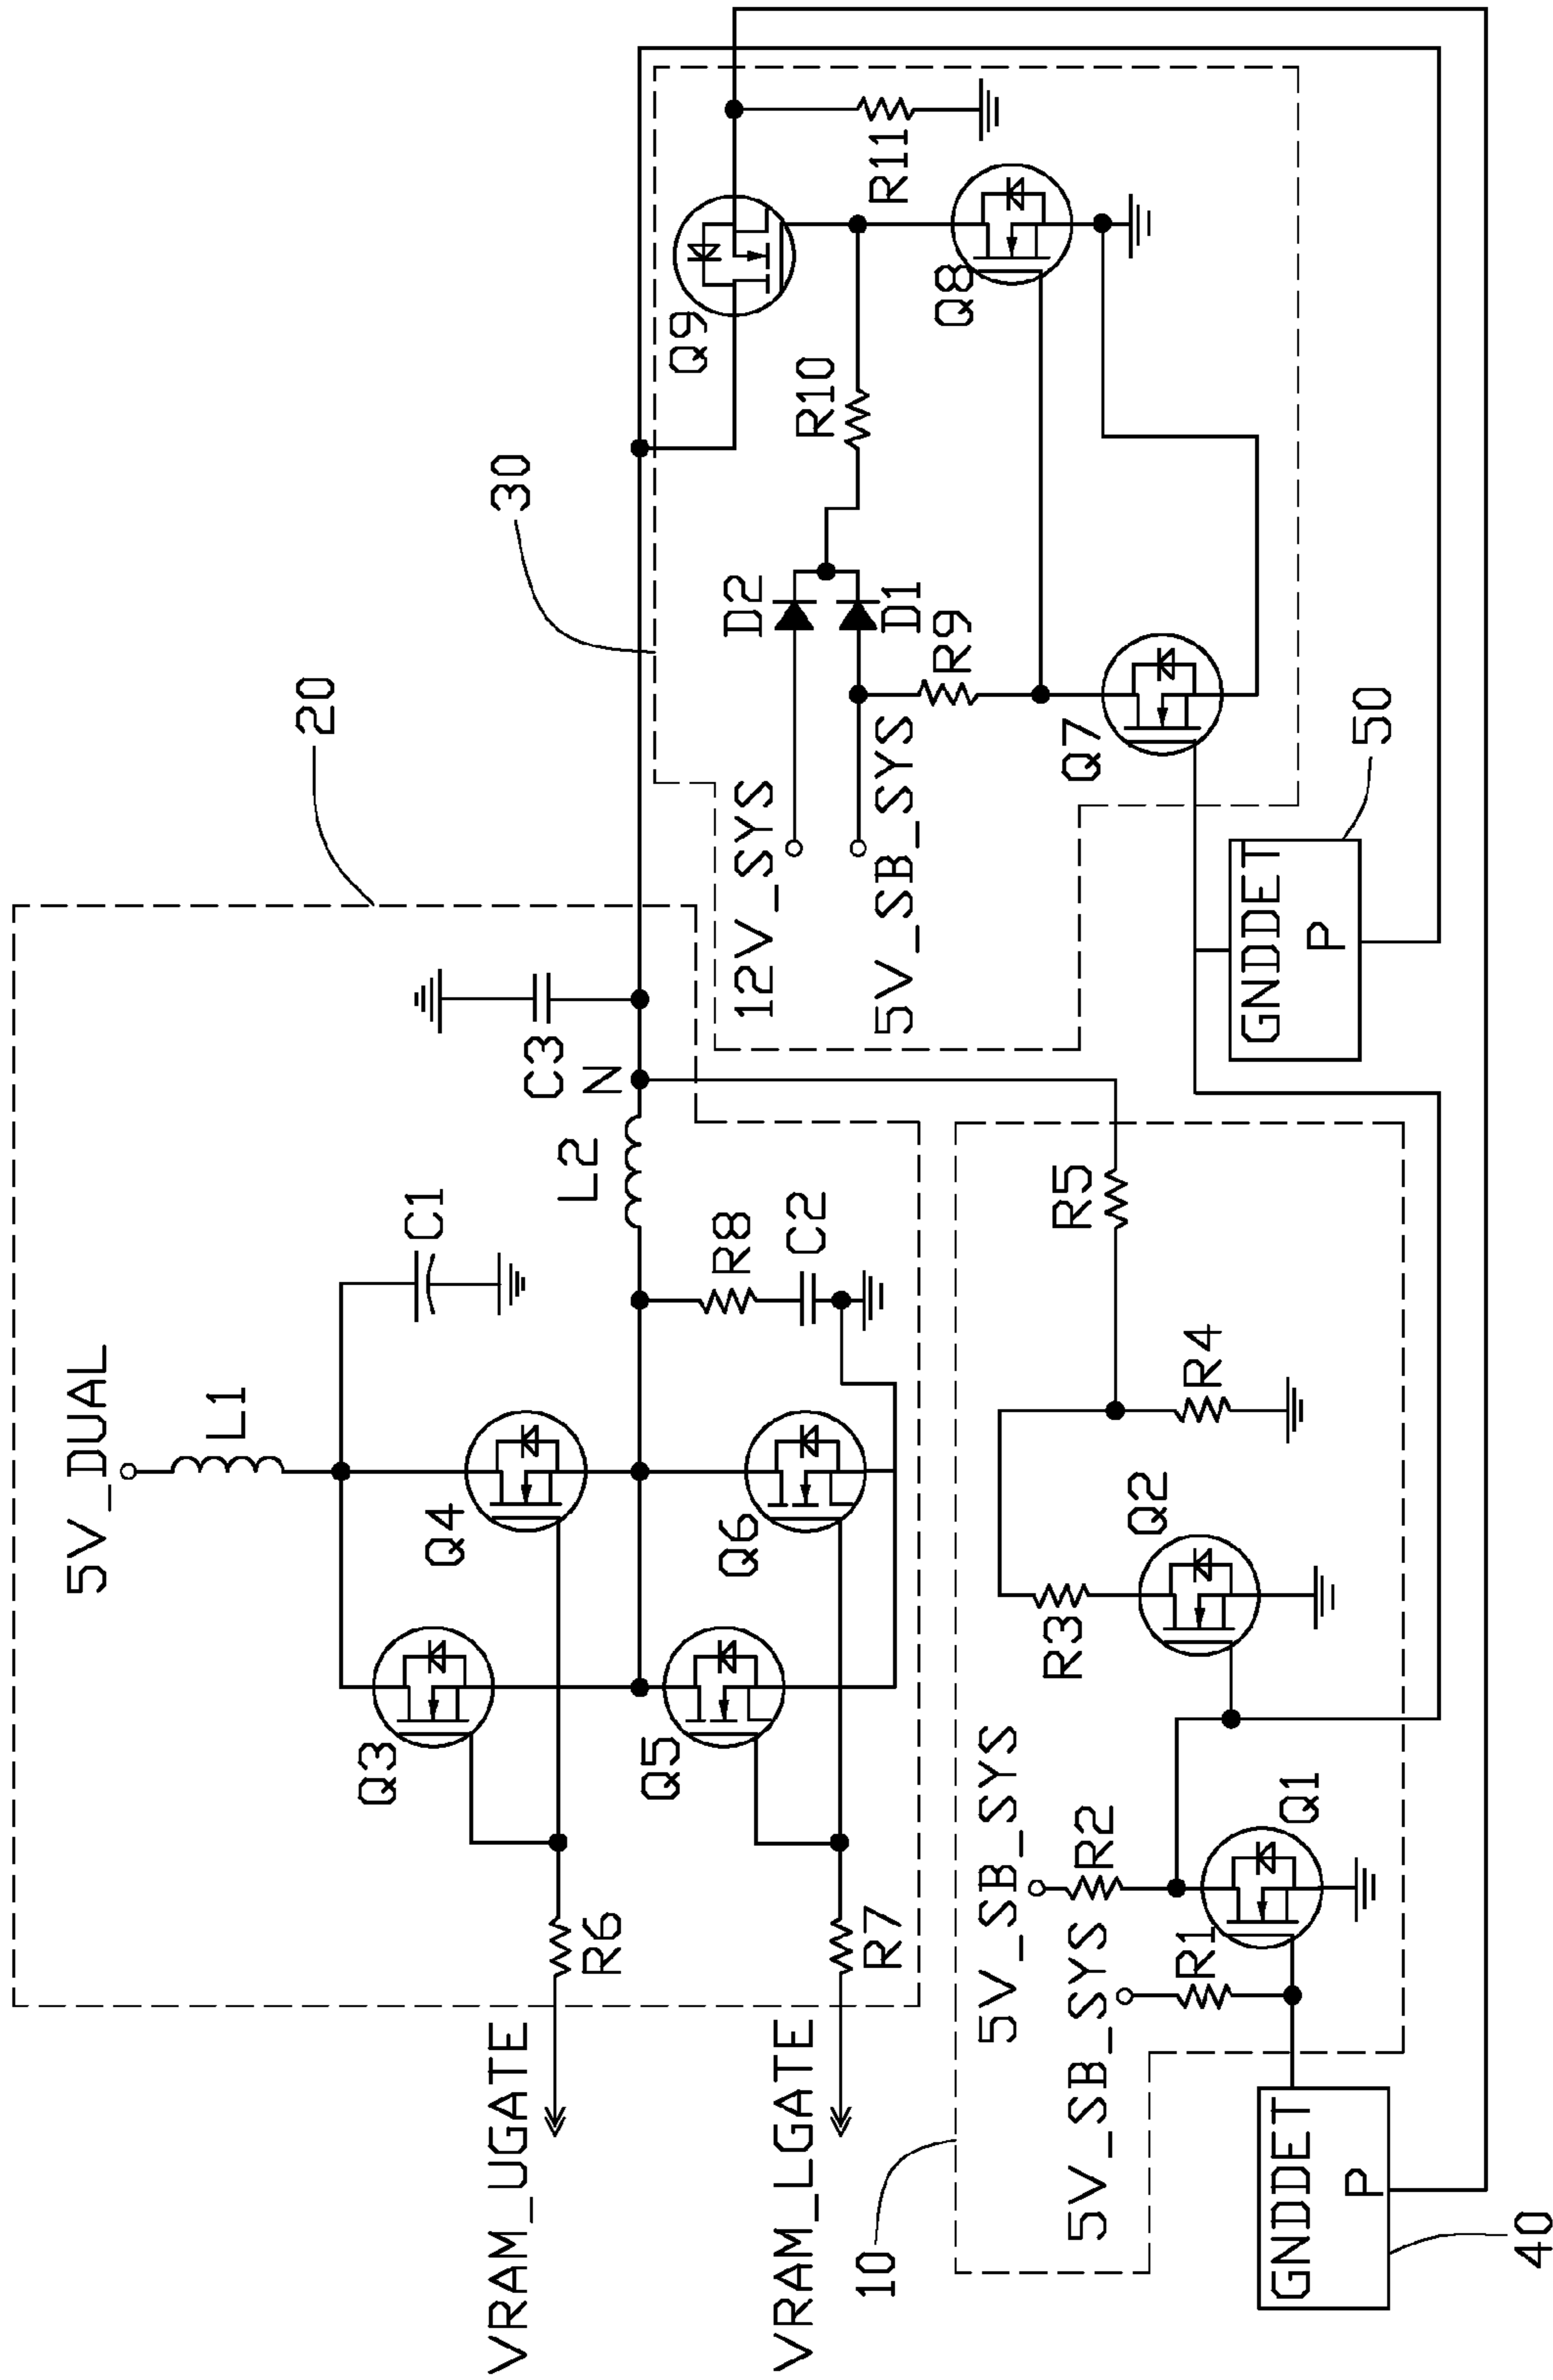 5V_DUAL
L1
C1
Q3
Q4
Q5
Q6
R6
R7
R8
C2
L2
C3
N
VRAM_UGATE
VRAM_LGATE
20
30
Q9
R11
R10
Q8
D2
D1
R9
12V_SYS
5V_SB_SYS
Q7
GNDDET
P
50
R5
R4
R3
Q2
5V_SB_SYS
R2
5V_SB_SYS
R1
Q1
10
GNDDET
P
40